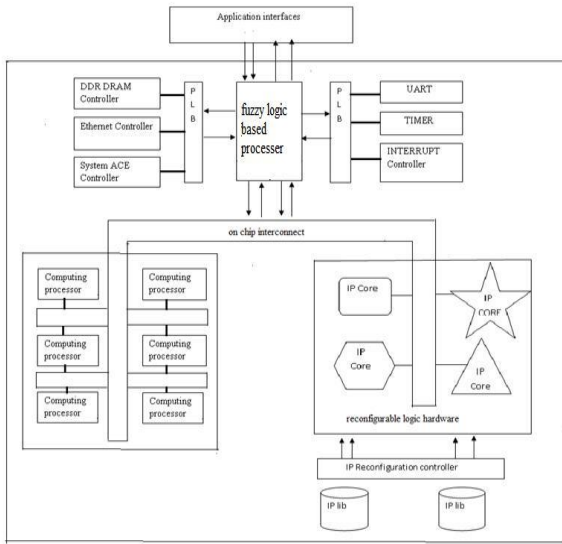 Application interfaces
DDR DRAM
Controller
Ethernet Controller
System ACE
Controller
P
L
B
fuzzy logic
based
processer
P
L
B
UART
TIMER
INTERRUPT
Controller
on chip interconnect
Computing
processor
Computing
processor
Computing
processor
Computing
processor
Computing
processor
Computing
processor
IP Core
IP
CORE
IP
Core
IP
Core
reconfigurable logic hardware
IP Reconfiguration controller
IP lib
IP lib